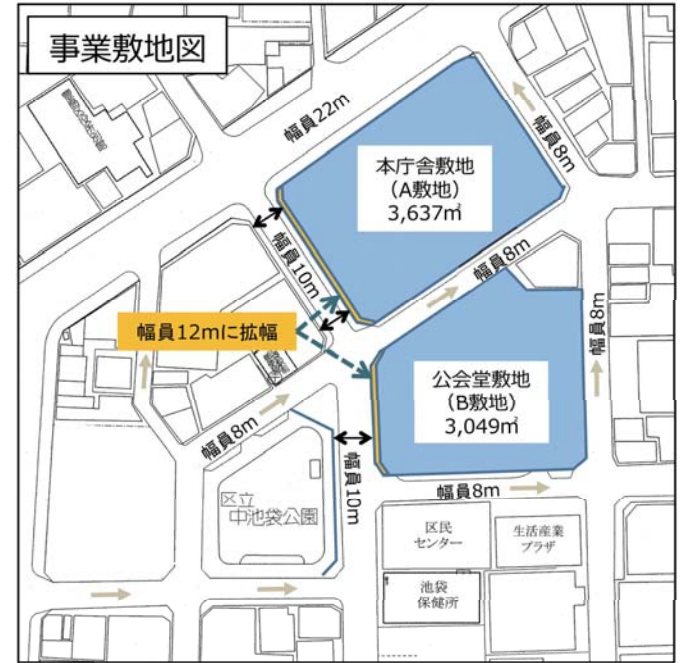 事業敷地図
幅員22m
幅員8m
本庁舎敷地
(A敷地)
3,637㎡
幅員10m
幅員8m
幅員12mに拡幅
幅員8m
公会堂敷地
(B敷地)
3,049㎡
幅員8m
幅員10m
幅員8m
区立
中池袋公園
区民
センター
生活産業
プラザ
池袋
保健所